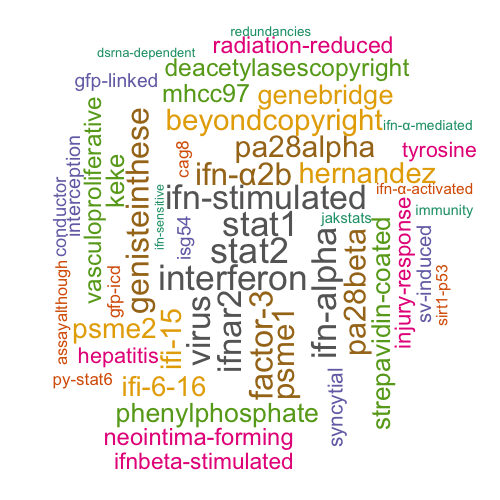 redundancies
radiation-reduced
dsrna-dependent
deacetylasescopyright
gfp-linked
mhcc97
genebridge
beyondcopyright
ifn-α-mediated
pa28alpha
tyrosine
vasculoproliferative
interception
conductor
keke
genisteinthese
cag8
ifn-α2b
hernandez
ifn-α-activated
ifn-stimulated
ifn-sensitive
stat1
jakstats
immunity
isg54
stat2
interferon
ifn-alpha
pa28beta
strepavidin-coated
injury-response
sv-induced
sirt1-p53
assayalthough
gfp-icd
psme2
ifi-15
virus
ifnar2
factor-3
psme1
hepatitis
py-stat6
ifi-6-16
phenylphosphate
syncytial
neointima-forming
ifnbeta-stimulated